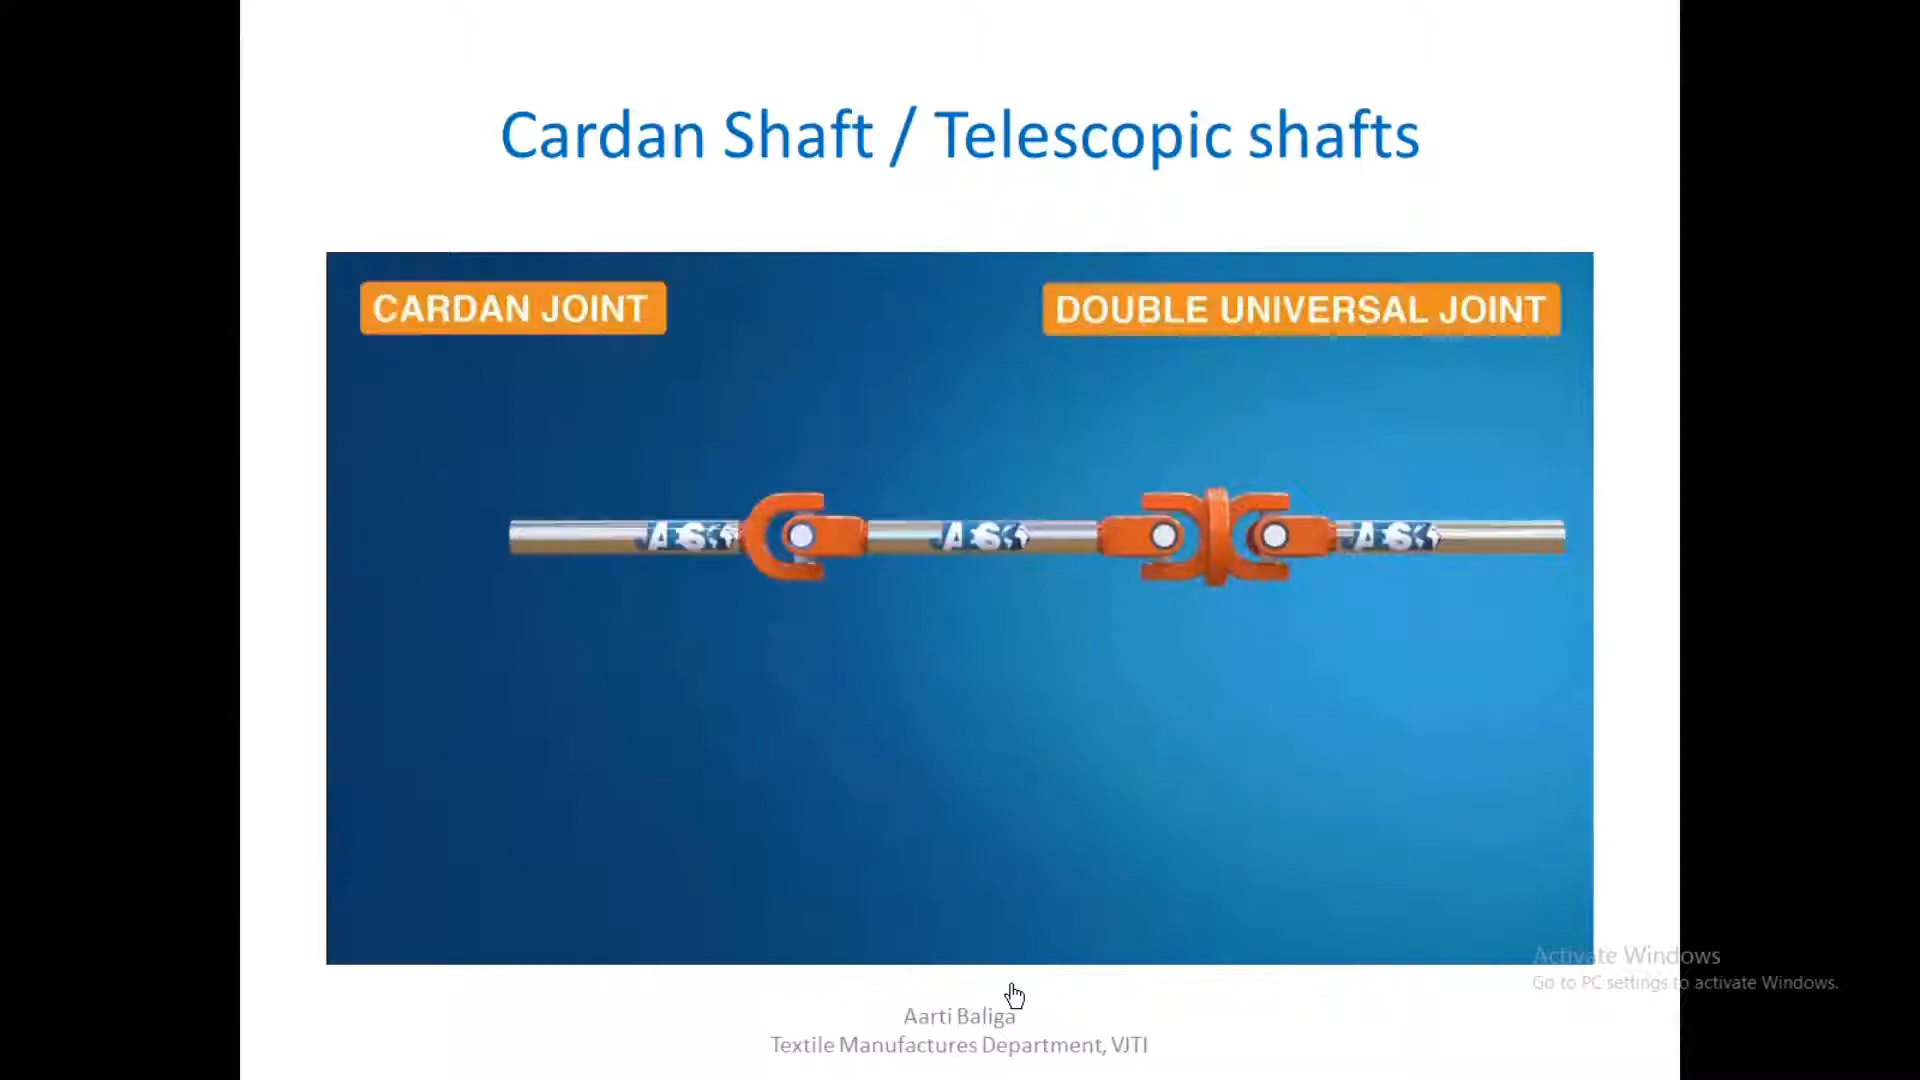 Cardan Shaft / Telescopic shafts
CARDAN JOINT
DOUBLE UNIVERSAL JOINT
Activate Windows
Go to PC settings to activate Windows.
Aarti Baliga
Textile Manufactures Department, VJTI